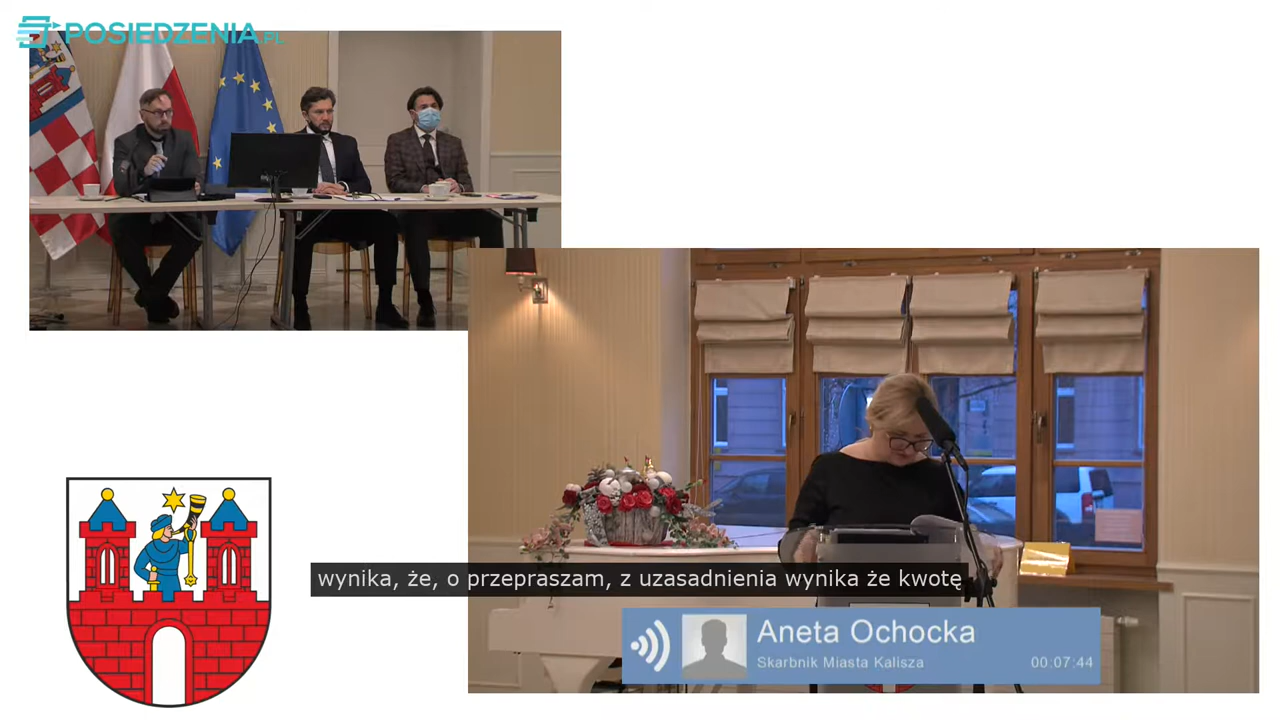 POSIEDZENIA.PL
wynika, że, o przepraszam, z uzasadnienia wynika że kwotę
Aneta Ochocka
Skarbnik Miasta Kalisza
00:07:44